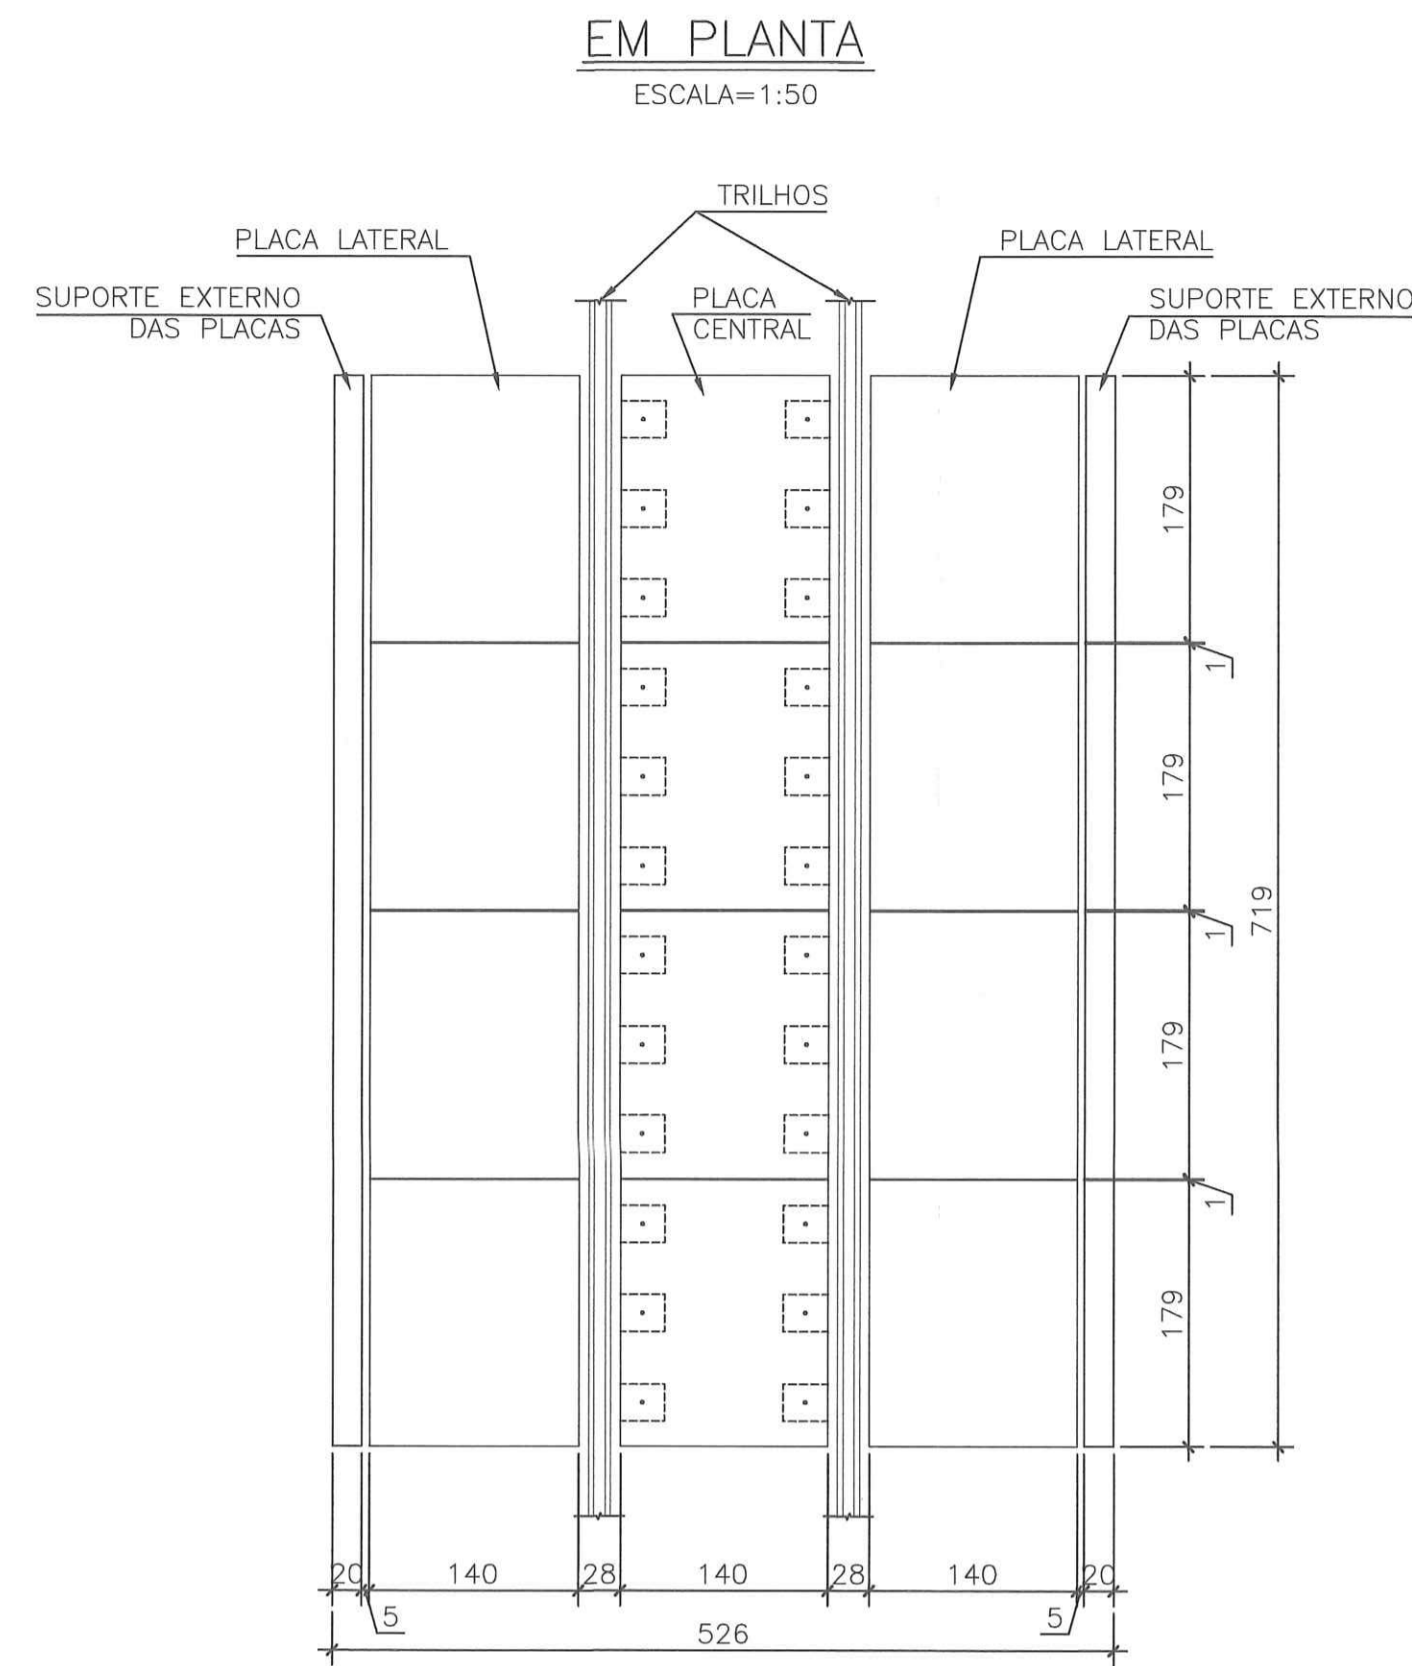 EM PLANTA
ESCALA=1:50
TRILHOS
PLACA LATERAL
PLACA LATERAL
SUPORTE EXTERNO
DAS PLACAS
PLACA
CENTRAL
SUPORTE EXTERNO
DAS PLACAS
179
1
179
1
719
179
1
179
20
140
28
140
28
140
20
5
5
526